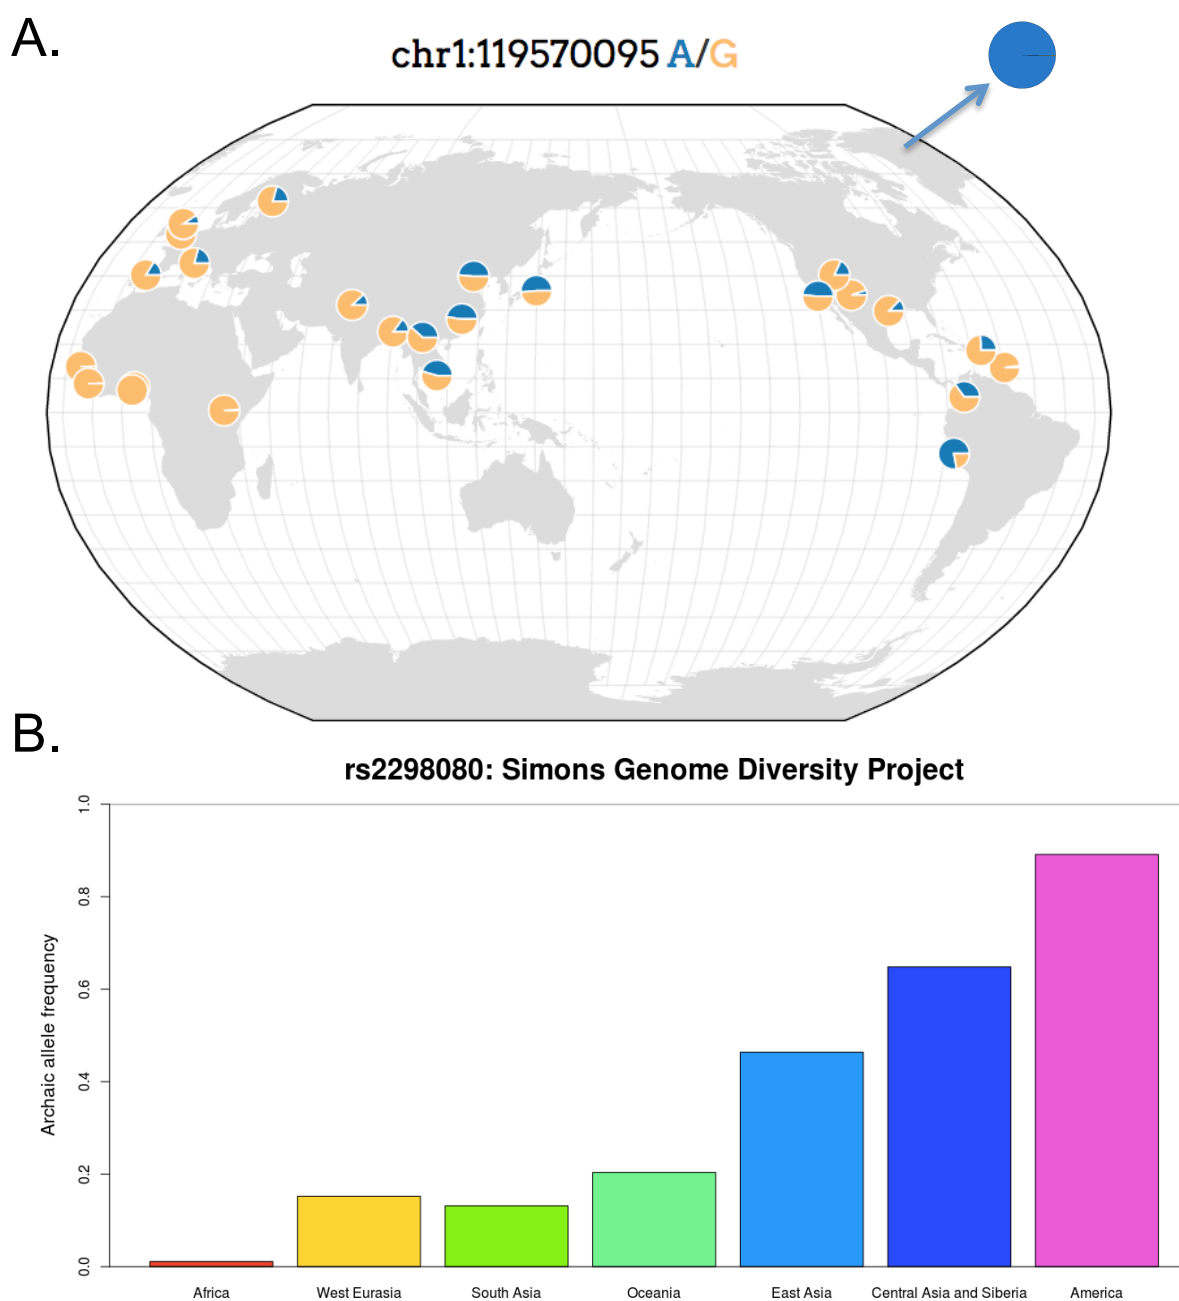 A.
chr1:119570095 A/G
B.
rs2298080: Simons Genome Diversity Project
Archaic allele frequency
1.0
0.8
0.6
0.4
0.2
0.0
Africa
West Eurasia
South Asia
Oceania
East Asia
Central Asia and Siberia
America